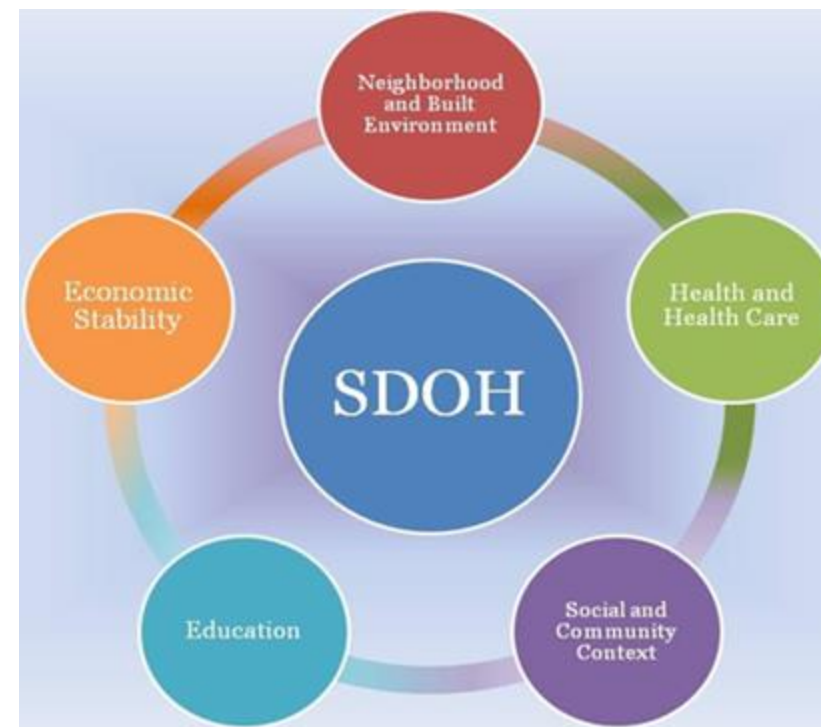 Neighborhood
and Built
Environment
Economic
Stability
Health and
Health Care
SDOH
Education
Social and
Community
Context